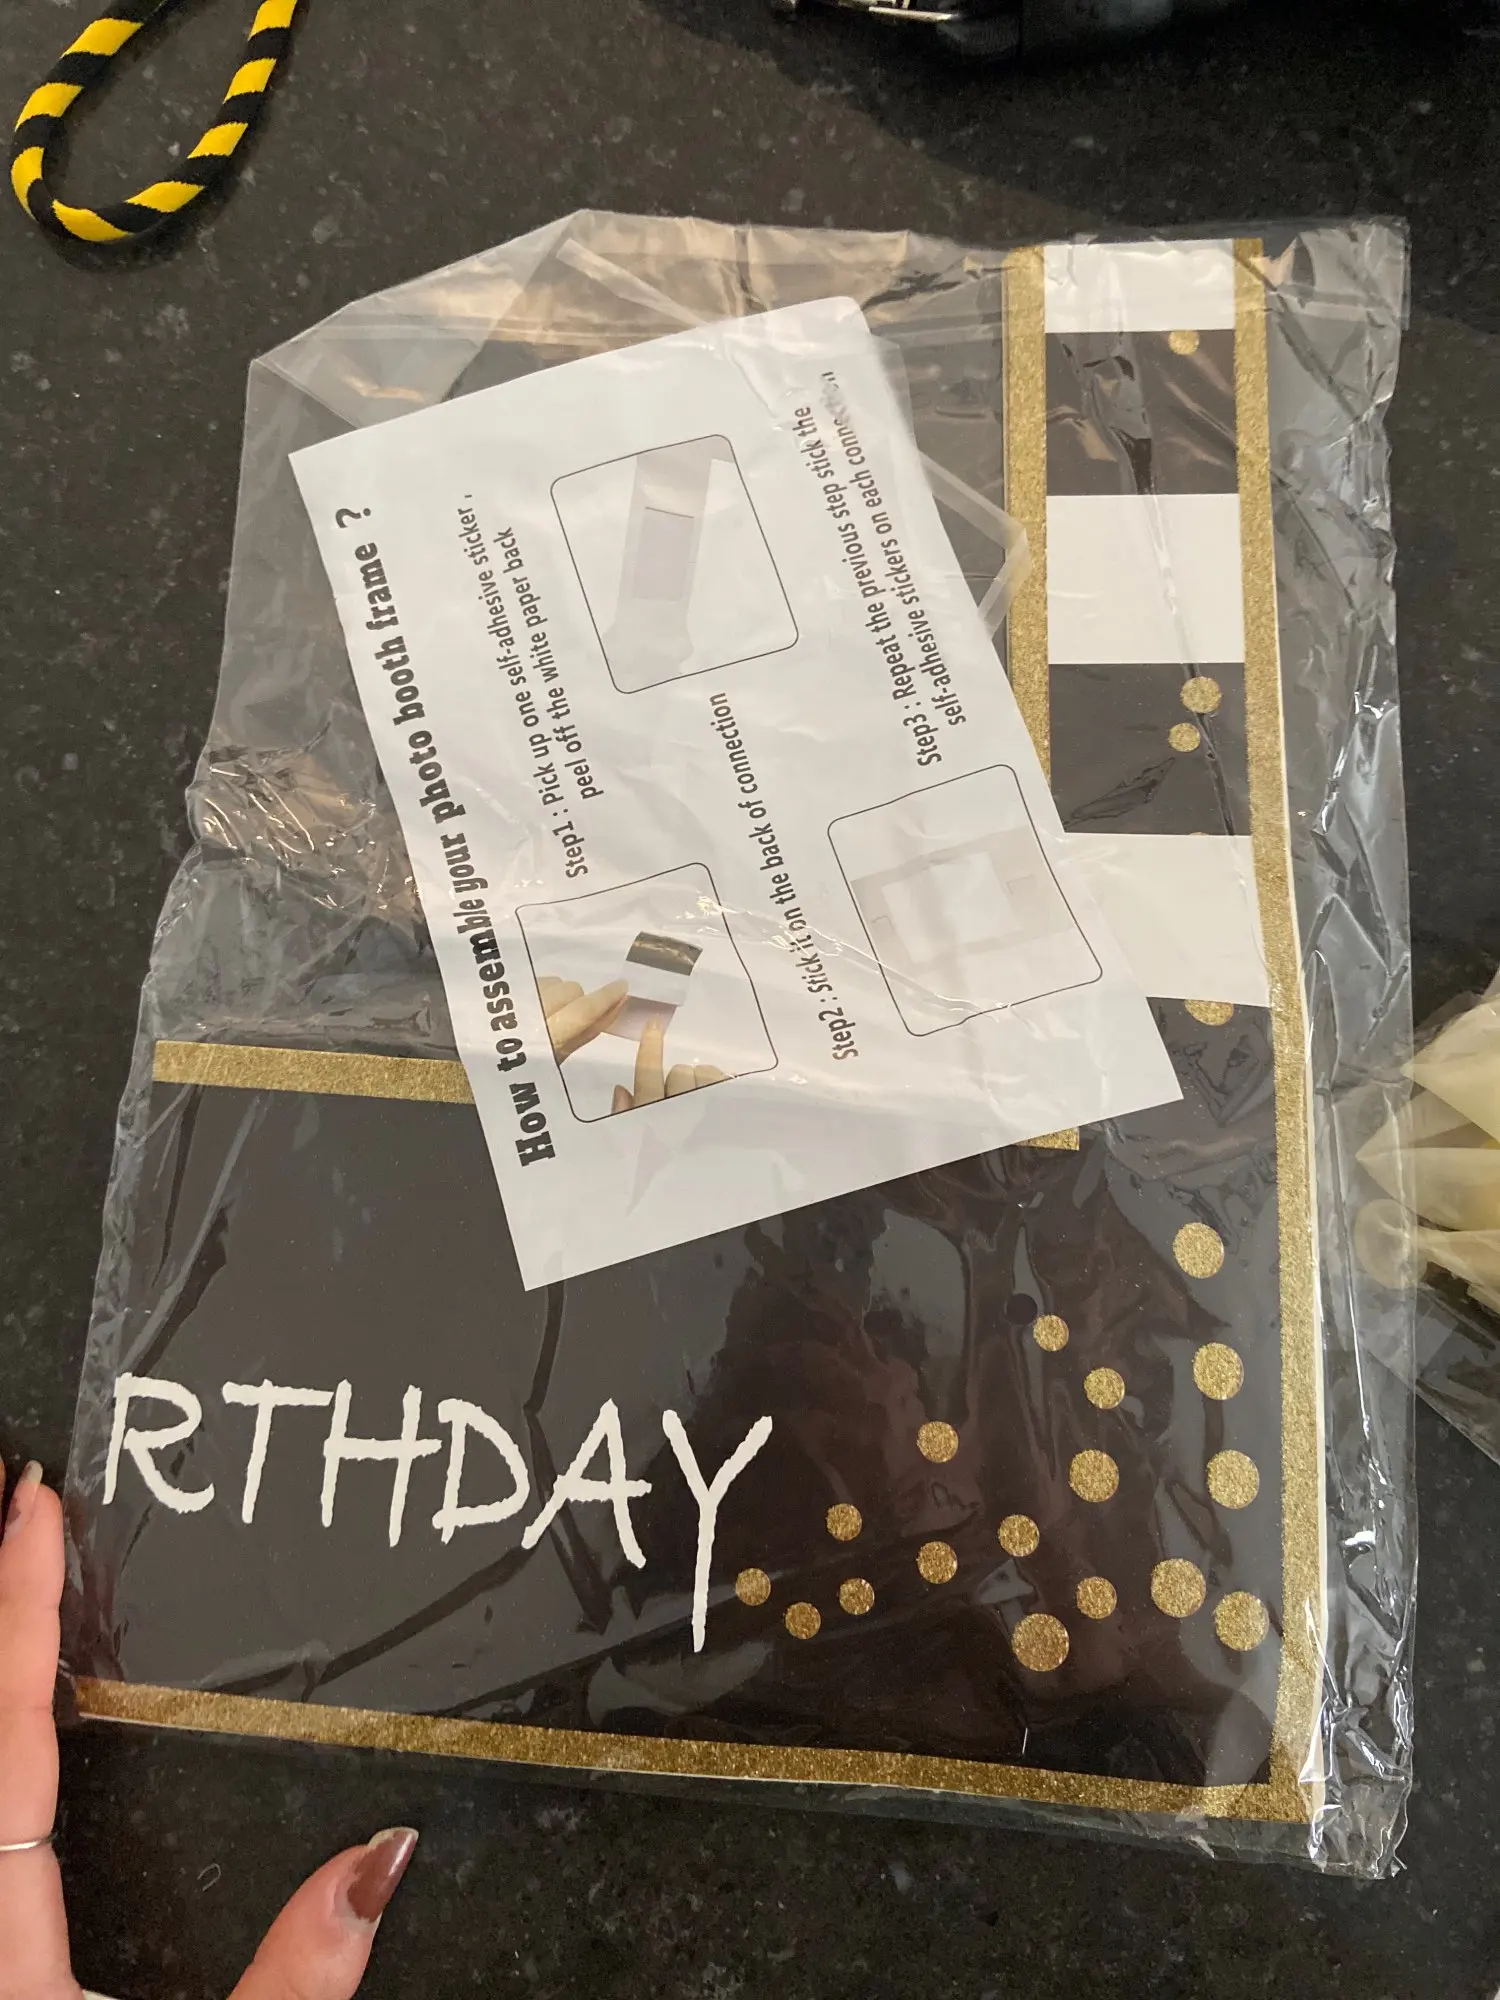 How to assemble your photo booth frame ?
Step1 : Pick up one self-adhesive sticker ,
peel off the white paper back
Step2 : Stick it on the back of connection
Step3 : Repeat the previous step stick the
self-adhesive stickers on each connection
RTHDAY